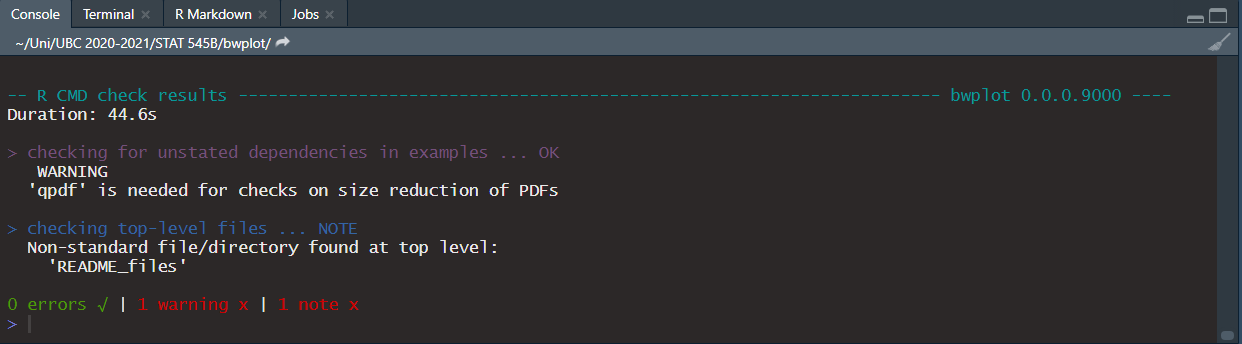 Console Terminal R Markdown Jobs
~/Uni/UBC 2020-2021/STAT 545B/bwplot/
-- R CMD check results ---------------------------------------------------------------------- bwplot 0.0.0.9000 ----
Duration: 44.6s
> checking for unstated dependencies in examples ... OK
WARNING
'qpdf' is needed for checks on size reduction of PDFs
> checking top-level files ... NOTE
Non-standard file/directory found at top level:
'README_files'
0 errors √ | 1 warning x | 1 note x
>